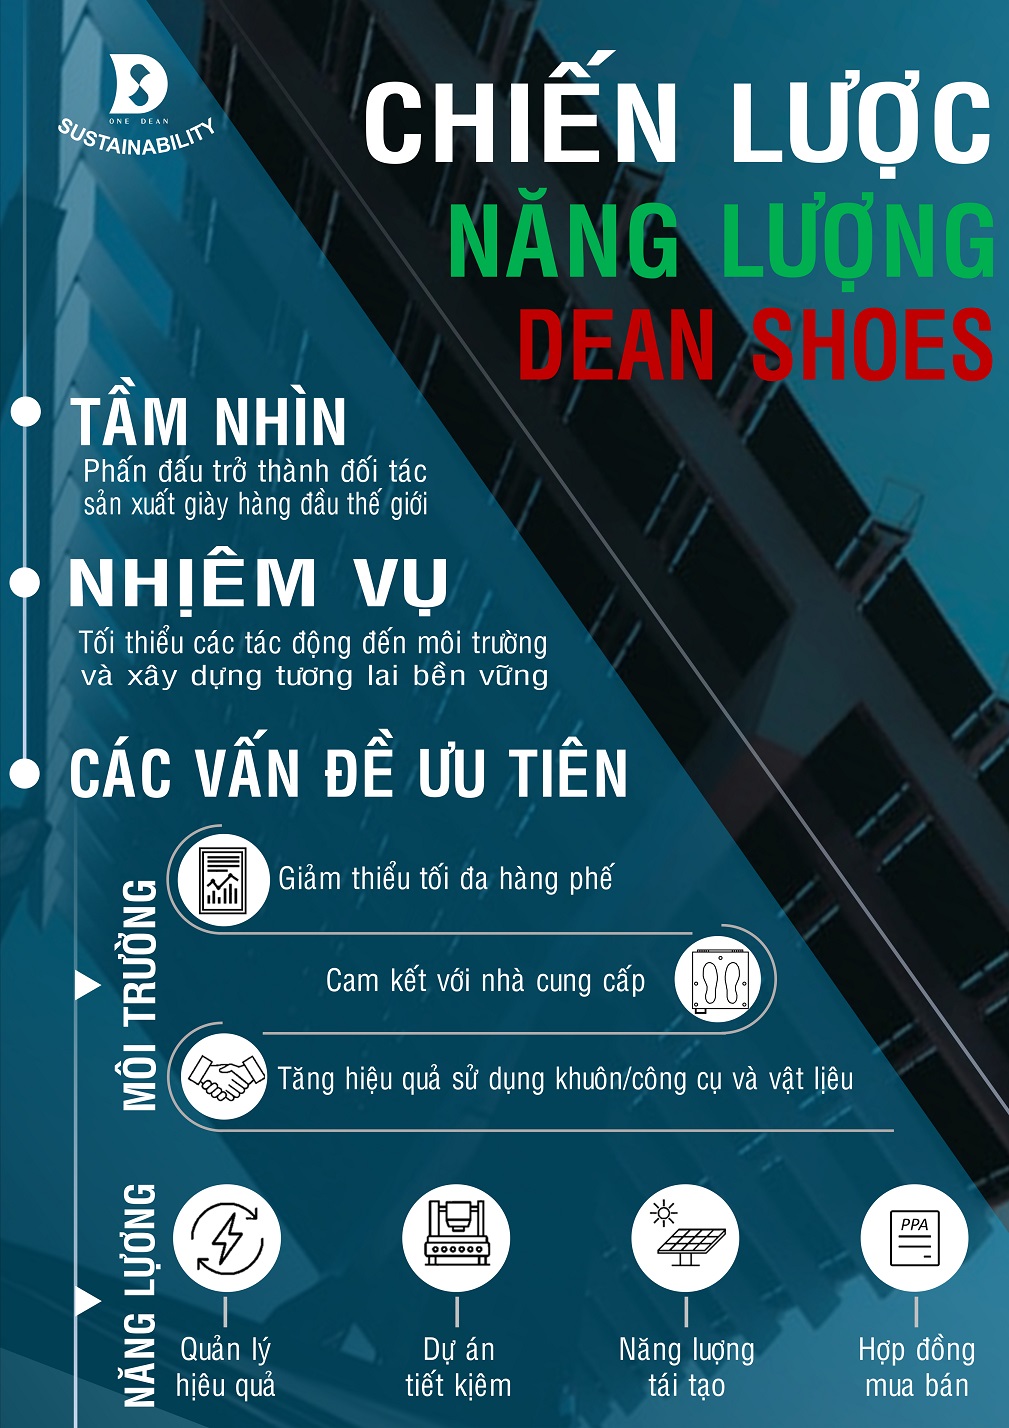 ONE DEAN
SUSTAINABILITY
CHIẾN LƯỢC
NĂNG LƯỢNG
DEAN SHOES
TẦM NHÌN
Phấn đấu trở thành đối tác
sản xuất giày hàng đầu thế giới
NHIỆM VỤ
Tối thiểu các tác động đến môi trường
và xây dựng tương lai bền vững
CÁC VẤN ĐỀ ƯU TIÊN
MÔI TRƯỜNG
Giảm thiểu tối đa hàng phế
Cam kết với nhà cung cấp
Tăng hiệu quả sử dụng khuôn/công cụ và vật liệu
NĂNG LƯỢNG
PPA
Quản lý
hiệu quả
Dự án
tiết kiệm
Năng lượng
tái tạo
Hợp đồng
mua bán